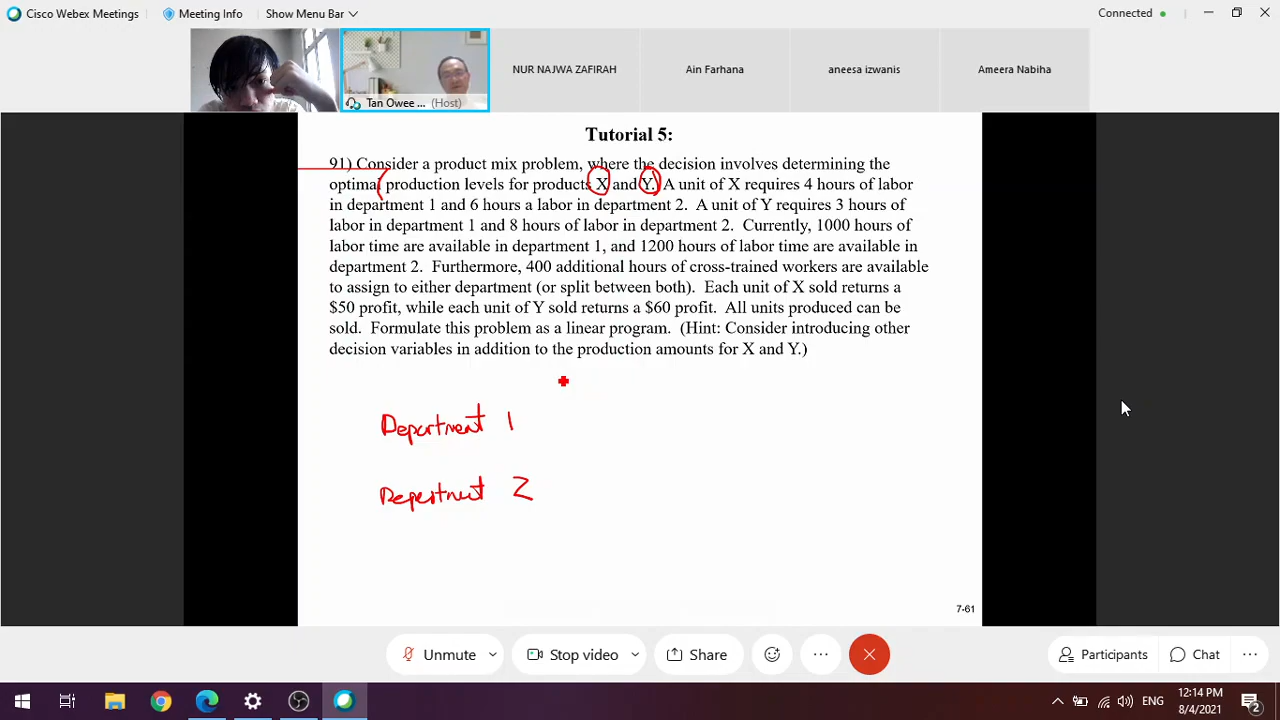 Cisco Webex Meetings
Meeting Info
Show Menu Bar
Connected
Tan Owee ... (Host)
NUR NAJWA ZAFIRAH
Ain Farhana
aneesa izwanis
Ameera Nabiha
Tutorial 5:
91) Consider a product mix problem, where the decision involves determining the
optimal production levels for products X and Y. A unit of X requires 4 hours of labor
in department 1 and 6 hours a labor in department 2. A unit of Y requires 3 hours of
labor in department 1 and 8 hours of labor in department 2. Currently, 1000 hours of
labor time are available in department 1, and 1200 hours of labor time are available in
department 2. Furthermore, 400 additional hours of cross-trained workers are available
to assign to either department (or split between both). Each unit of X sold returns a
$50 profit, while each unit of Y sold returns a $60 profit. All units produced can be
sold. Formulate this problem as a linear program. (Hint: Consider introducing other
decision variables in addition to the production amounts for X and Y.)
Department 1
Department 2
7-61
Unmute
Stop video
Share
Participants
Chat
ENG
12:14 PM
8/4/2021
2